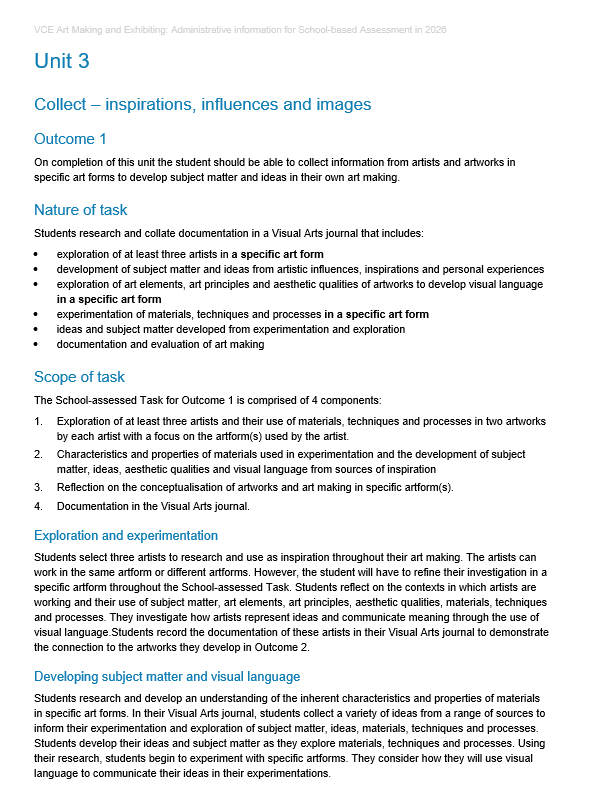 VCE Art Making and Exhibiting: Administrative information for School-based Assessment in 2026
Unit 3
Collect – inspirations, influences and images
Outcome 1
On completion of this unit the student should be able to collect information from artists and artworks in
specific art forms to develop subject matter and ideas in their own art making.
Nature of task
Students research and collate documentation in a Visual Arts journal that includes:
• exploration of at least three artists in a specific art form
• development of subject matter and ideas from artistic influences, inspirations and personal experiences
• exploration of art elements, art principles and aesthetic qualities of artworks to develop visual language
in a specific art form
• experimentation of materials, techniques and processes in a specific art form
• ideas and subject matter developed from experimentation and exploration
• documentation and evaluation of art making
Scope of task
The School-assessed Task for Outcome 1 is comprised of 4 components:
1. Exploration of at least three artists and their use of materials, techniques and processes in two artworks
by each artist with a focus on the artform(s) used by the artist.
2. Characteristics and properties of materials used in experimentation and the development of subject
matter, ideas, aesthetic qualities and visual language from sources of inspiration
3. Reflection on the conceptualisation of artworks and art making in specific artform(s).
4. Documentation in the Visual Arts journal.
Exploration and experimentation
Students select three artists to research and use as inspiration throughout their art making. The artists can
work in the same artform or different artforms. However, the student will have to refine their investigation in a
specific artform throughout the School-assessed Task. Students reflect on the contexts in which artists are
working and their use of subject matter, art elements, art principles, aesthetic qualities, materials, techniques
and processes. They investigate how artists represent ideas and communicate meaning through the use of
visual language.Students record the documentation of these artists in their Visual Arts journal to demonstrate
the connection to the artworks they develop in Outcome 2.
Developing subject matter and visual language
Students research and develop an understanding of the inherent characteristics and properties of materials
in specific art forms. In their Visual Arts journal, students collect a variety of ideas from a range of sources to
inform their experimentation and exploration of subject matter, ideas, materials, techniques and processes.
Students develop their ideas and subject matter as they explore materials, techniques and processes. Using
their research, students begin to experiment with specific artforms. They consider how they will use visual
language to communicate their ideas in their experimentations.